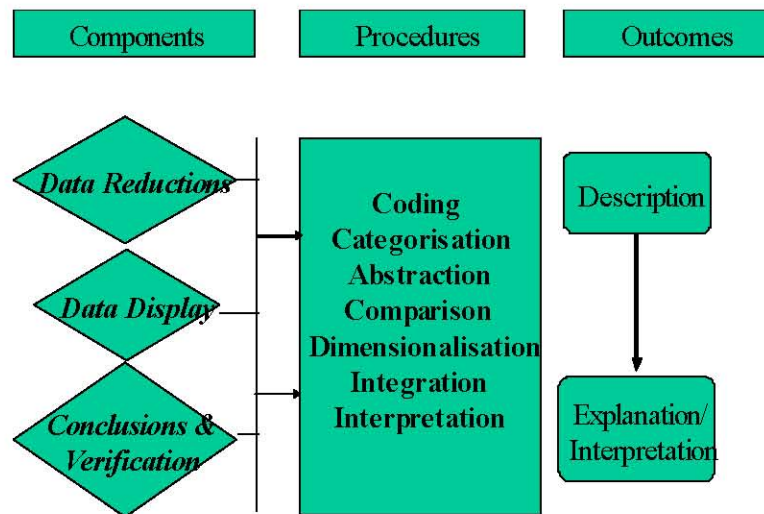 Components
Procedures
Outcomes
Data Reductions
Data Display
Conclusions &
Verification
Coding
Categorisation
Abstraction
Comparison
Dimensionalisation
Integration
Interpretation
Description
Explanation/
Interpretation